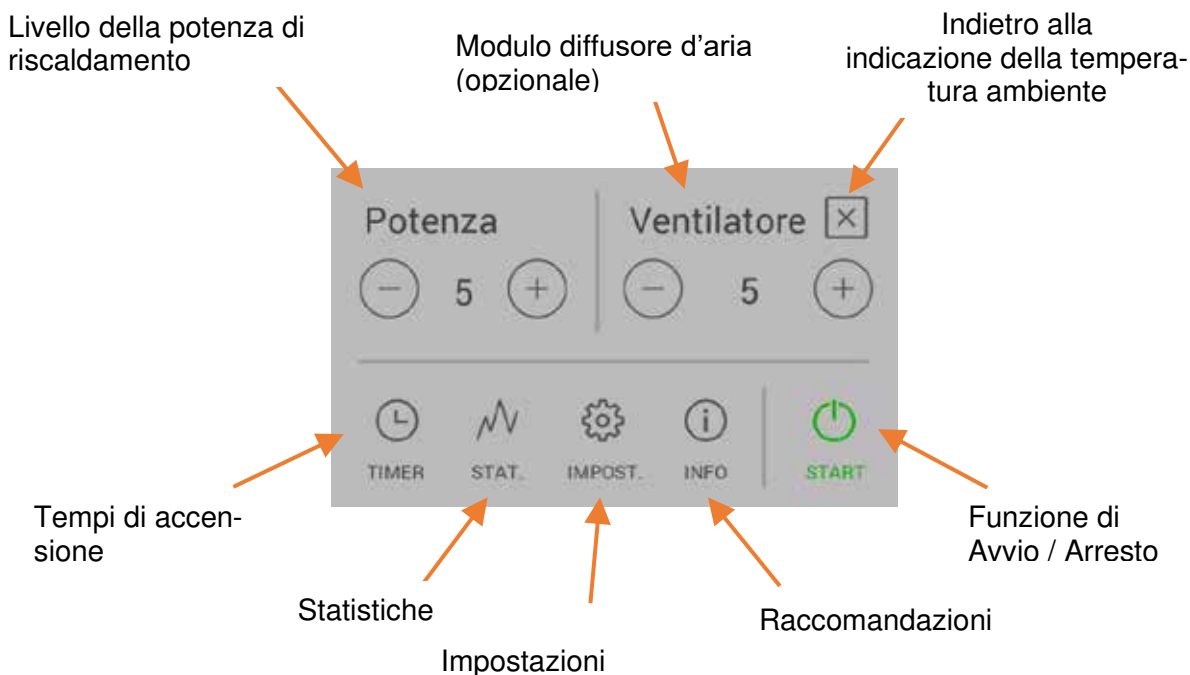 Livello della potenza di
riscaldamento
Modulo diffusore d’aria
(opzionale)
Indietro alla
indicazione della tempera-
tura ambiente
Potenza
Ventilatore
5
5
TIMER
STAT.
IMPOST.
INFO
START
Tempi di accen-
sione
Funzione di
Avvio / Arresto
Statistiche
Raccomandazioni
Impostazioni